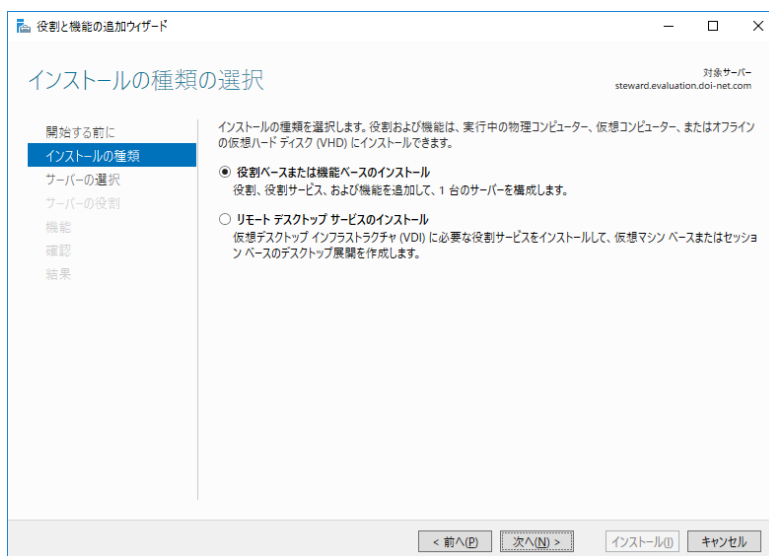 役割と機能の追加ウィザード
インストールの種類の選択
対象サーバー
steward.evaluation.doi-net.com
開始する前に
インストールの種類
サーバーの選択
サーバーの役割
機能
確認
結果
インストールの種類を選択します。役割および機能は、実行中の物理コンピューター、仮想コンピューター、またはオフライン
の仮想ハード ディスク (VHD) にインストールできます。
役割ベースまたは機能ベースのインストール
役割、役割サービス、および機能を追加して、1 台のサーバーを構成します。
リモート デスクトップ サービスのインストール
仮想デスクトップ インフラストラクチャ (VDI) に必要な役割サービスをインストールして、仮想マシン ベースまたはセッショ
ン ベースのデスクトップ展開を作成します。
< 前へ(P)
次へ(N) >
インストール(I)
キャンセル